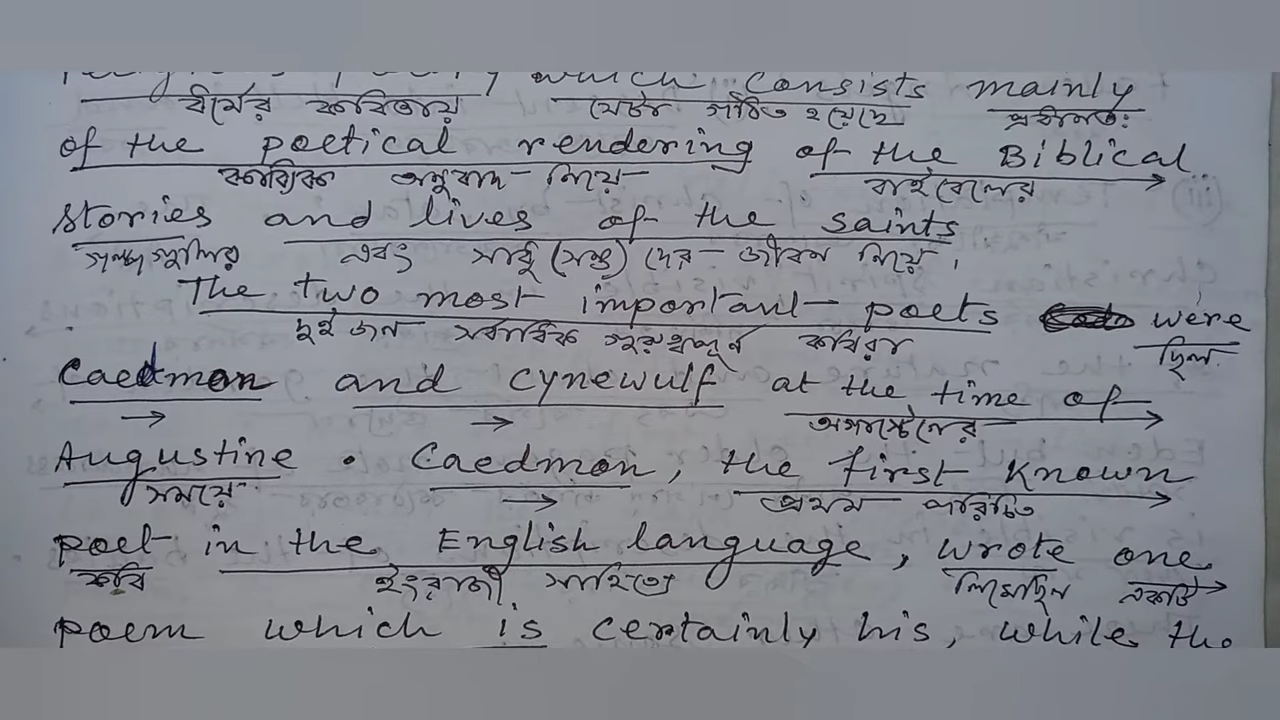 which consists mainly
ধর্মের কবিতায় যেটা গঠিত হয়েছে প্রধানত:
of the poetical rendering of the Biblical
কাব্যিক অনুবাদ নিয়ে বাইবেলের
stories and lives of the saints
গল্পগুলির এবং সাধু (সন্ত) দের জীবন নিয়ে।
The two most important poets were
দুই জন সর্বাধিক গুরুত্বপূর্ণ কবিরা ছিল
Caedmon and Cynewulf at the time of
অগাস্টেনের
Augustine. Caedmon, the first known
সময়ে প্রথম পরিচিত
poet in the English language, wrote one
কবি ইংরাজী সাহিত্যে লিখেছিল একটি
poem which is certainly his, while the